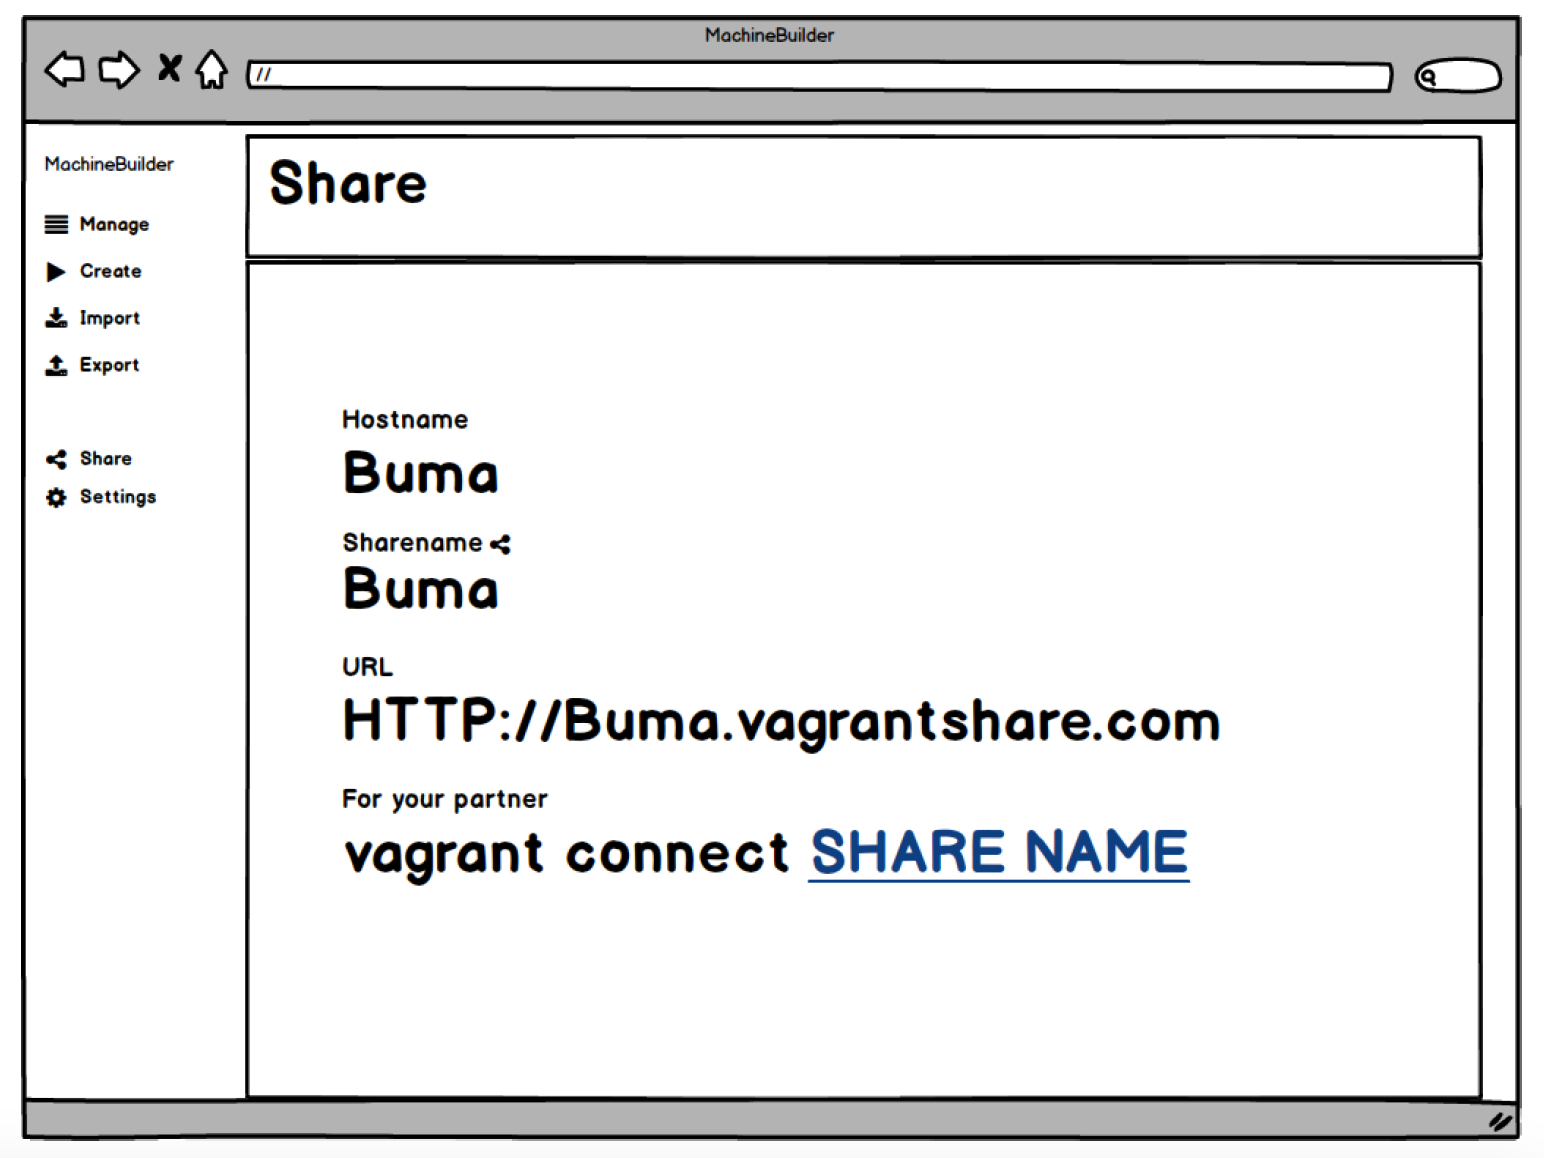 MachineBuilder
//
MachineBuilder
Manage
Create
Import
Export
Share
Settings
Share
Hostname
Buma
Sharename
Buma
URL
HTTP://Buma.vagrantshare.com
For your partner
vagrant connect SHARE NAME